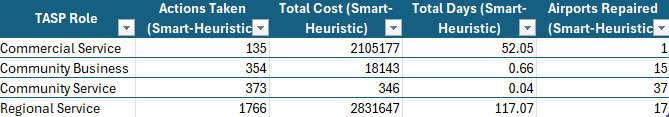 TASP Role	Actions Taken (Smart-Heuristic	Total Cost (Smart-Heuristic)	Total Days (Smart-Heuristic)	Airports Repaired (Smart-Heuristic
Commercial Service	135	2105177	52.05	1
Community Business	354	18143	0.66	15
Community Service	373	346	0.04	37
Regional Service	1766	2831647	117.07	17